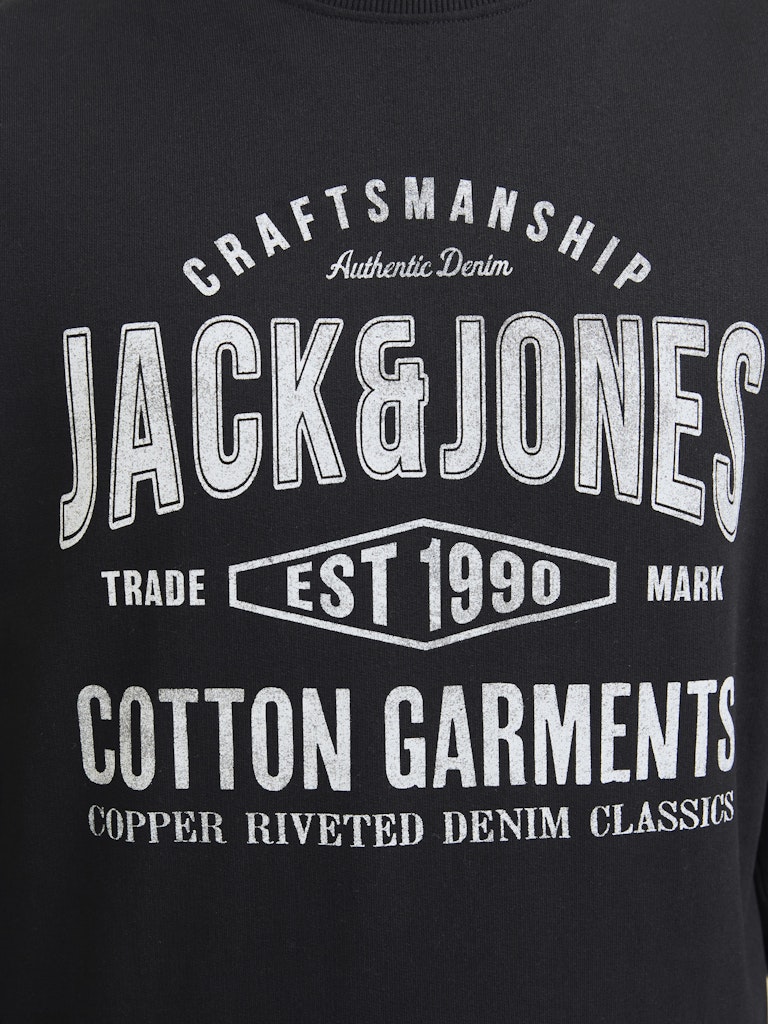 CRAFTSMANSHIP
Authentic Denim
JACK&JONES
TRADE EST 1990 MARK
COTTON GARMENTS
COPPER RIVETED DENIM CLASSICS